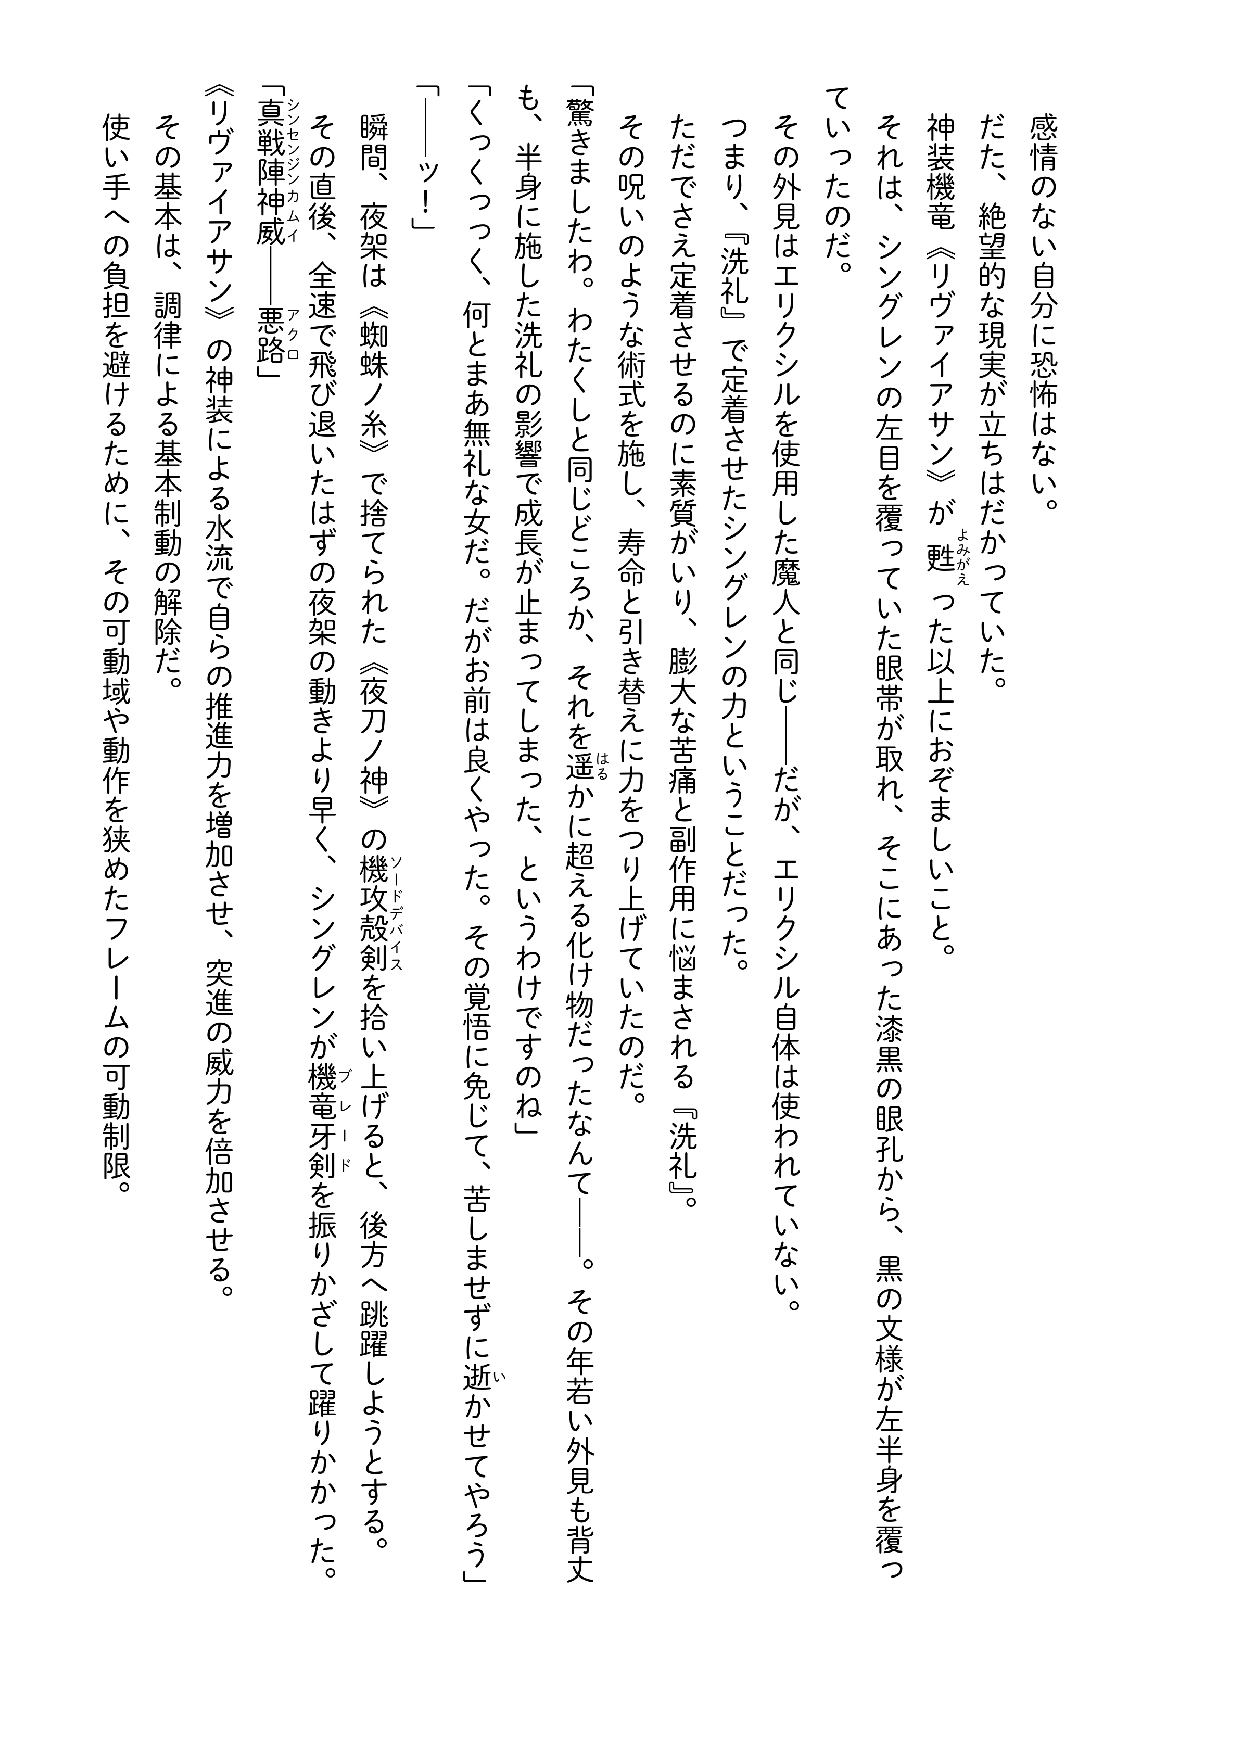 感情のない自分に恐怖はない。
だた、絶望的な現実が立ちはだかっていた。
神装機竜《リヴァイアサン》が甦った以上におぞましいこと。
それは、シングレンの左目を覆っていた眼帯が取れ、そこにあった漆黒の眼孔から、黒の文様が左半身を覆っ
ていったのだ。
その外見はエリクシルを使用した魔人と同じ――だが、エリクシル自体は使われていない。
つまり、『洗礼』で定着させたシングレンの力ということだった。
ただでさえ定着させるのに素質がいり、膨大な苦痛と副作用に悩まされる『洗礼』。
その呪いのような術式を施し、寿命と引き替えに力をつり上げていたのだ。
「驚きましたわ。わたくしと同じどころか、それを遥かに超える化け物だったなんて――。その年若い外見も背丈
も、半身に施した洗礼の影響で成長が止まってしまった、というわけですのね」
「くっくっっく、何とまあ無礼な女だ。だがお前は良くやった。その覚悟に免じて、苦しませずに逝かせてやろう」
「――ッ！」
瞬間、夜架は《蜘蛛ノ糸》で捨てられた《夜刀ノ神》の機攻殻剣を拾い上げると、後方へ跳躍しようとする。
その直後、全速で飛び退いたはずの夜架の動きより早く、シングレンが機竜牙剣を振りかざして躍りかかった。
「真戦陣神威――悪路」
《リヴァイアサン》の神装による水流で自らの推進力を増加させ、突進の威力を倍加させる。
その基本は、調律による基本制動の解除だ。
使い手への負担を避けるために、その可動域や動作を狭めたフレームの可動制限。